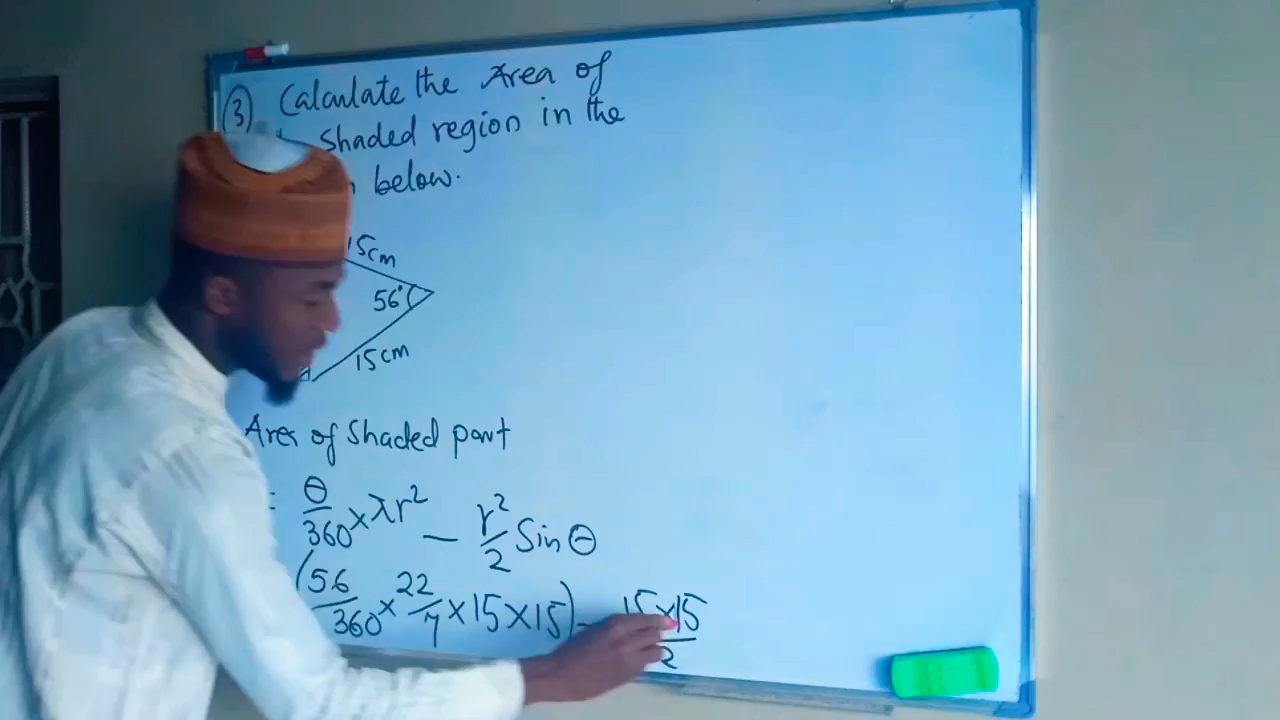 ③ Calculate the Area of
Shaded region in the
below.
15cm
56°
15cm
Area of Shaded part
= θ/360 × πr² − r²/2 Sin θ
(56/360 × 22/7 × 15 × 15) − 15×15/2